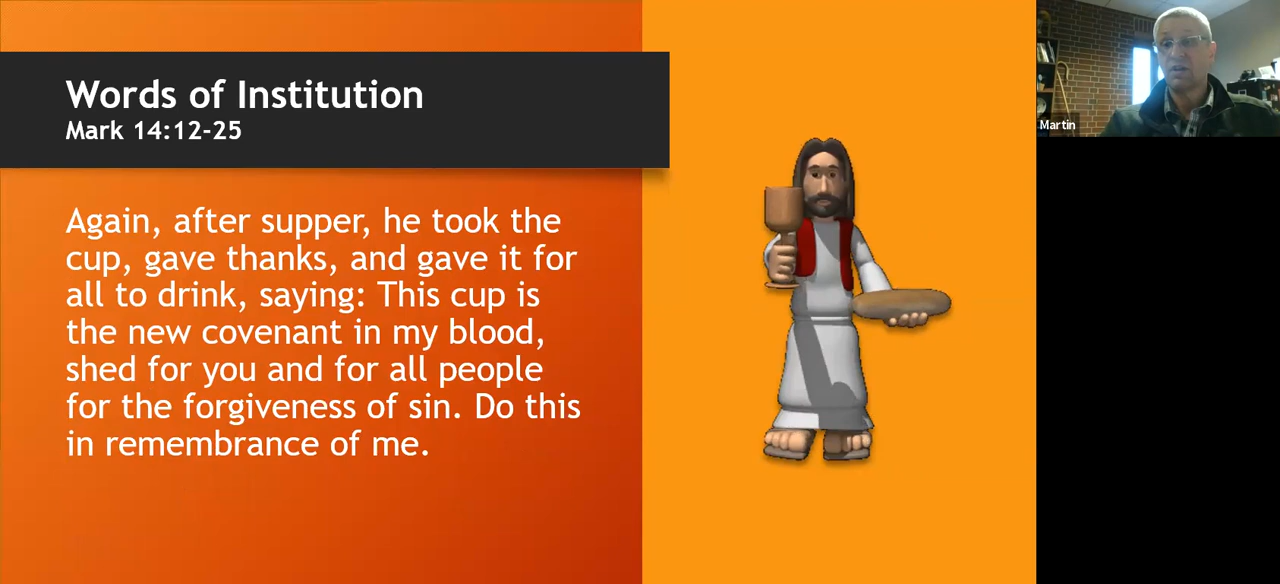 Words of Institution
Mark 14:12-25
Again, after supper, he took the
cup, gave thanks, and gave it for
all to drink, saying: This cup is
the new covenant in my blood,
shed for you and for all people
for the forgiveness of sin. Do this
in remembrance of me.
Martin